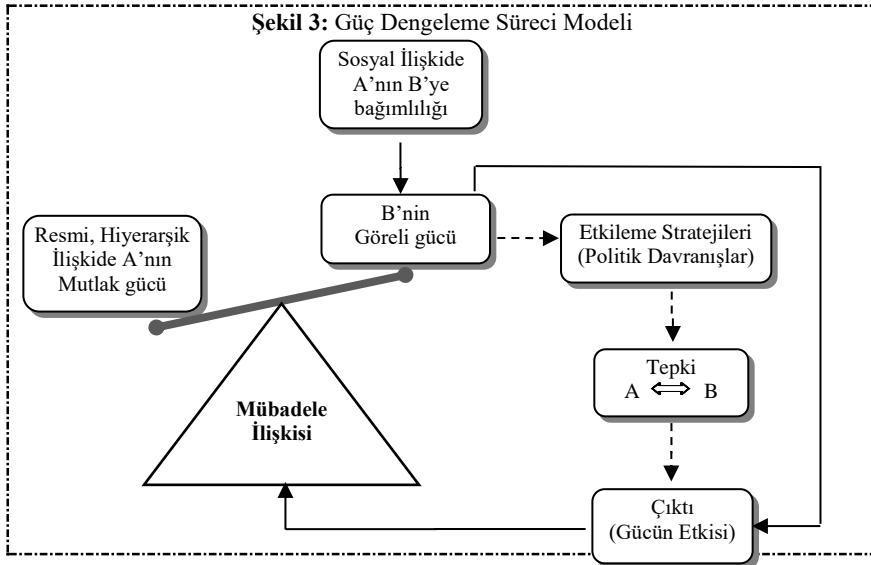 Şekil 3: Güç Dengeleme Süreci Modeli
Sosyal İlişkide
A’nın B’ye
bağımlılığı
B’nin
Göreli gücü
Resmi, Hiyerarşik
İlişkide A’nın
Mutlak gücü
Etkileme Stratejileri
(Politik Davranışlar)
Tepki
A B
Mübadele
İlişkisi
Çıktı
(Gücün Etkisi)